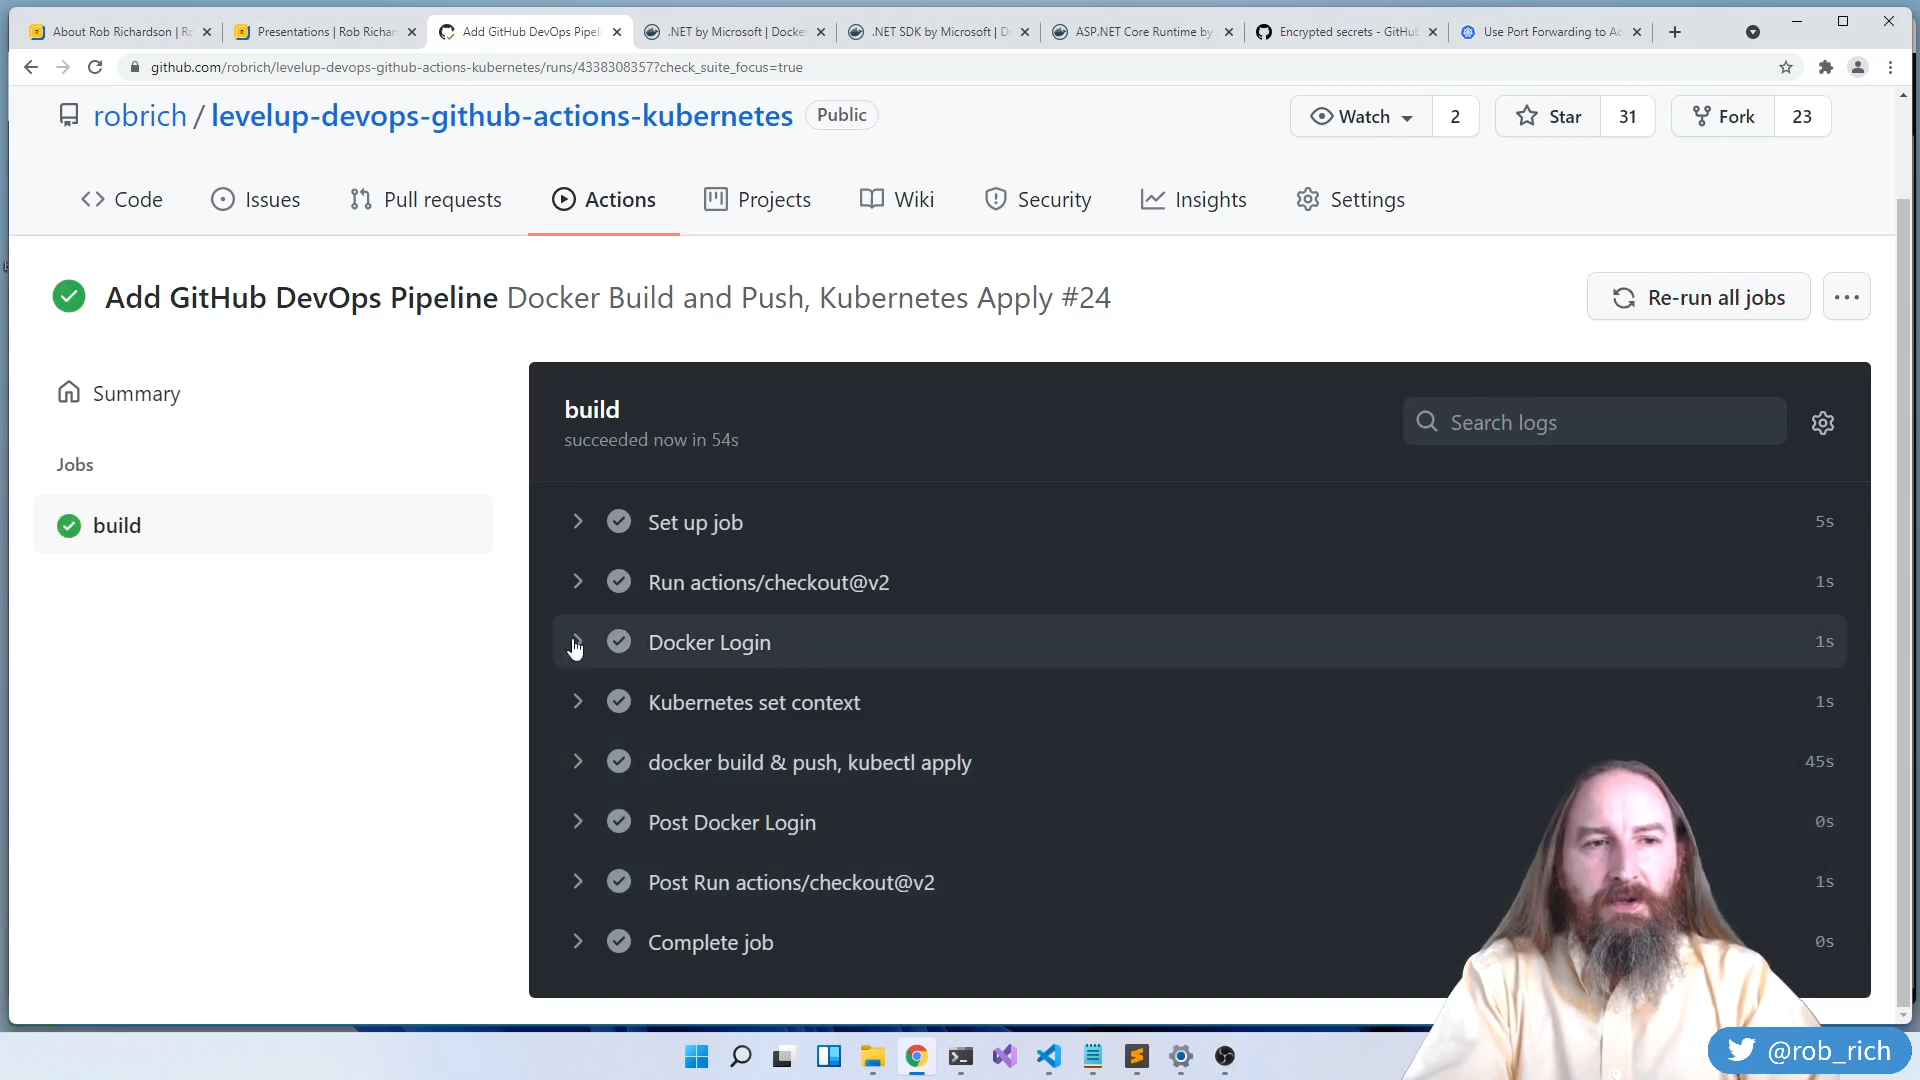 About Rob Richardson | Ro
Presentations | Rob Richar
Add GitHub DevOps Pipeli
.NET by Microsoft | Docker
.NET SDK by Microsoft | D
ASP.NET Core Runtime by
Encrypted secrets - GitHub
Use Port Forwarding to Ac
github.com/robrich/levelup-devops-github-actions-kubernetes/runs/4338308357?check_suite_focus=true
robrich / levelup-devops-github-actions-kubernetes Public
Watch 2 Star 31 Fork 23
Code Issues Pull requests Actions Projects Wiki Security Insights Settings
Add GitHub DevOps Pipeline Docker Build and Push, Kubernetes Apply #24
Re-run all jobs
Summary
Jobs
build
build
succeeded now in 54s
Search logs
Set up job 5s
Run actions/checkout@v2 1s
Docker Login 1s
Kubernetes set context 1s
docker build & push, kubectl apply 45s
Post Docker Login 0s
Post Run actions/checkout@v2 1s
Complete job 0s
@rob_rich